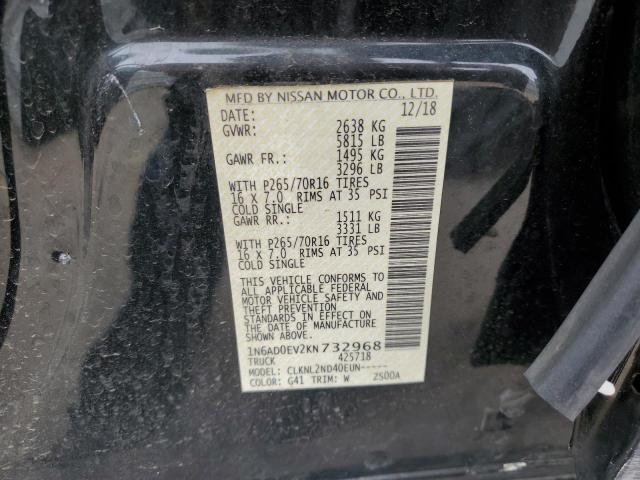 MFD BY NISSAN MOTOR CO., LTD.
DATE: 12/18
GVWR: 2638 KG
5815 LB
GAWR FR.: 1495 KG
3296 LB
WITH P265/70R16 TIRES
16 X 7.0 RIMS AT 35 PSI
COLD SINGLE
GAWR RR.: 1511 KG
3331 LB
WITH P265/70R16 TIRES
16 X 7.0 RIMS AT 35 PSI
COLD SINGLE
THIS VEHICLE CONFORMS TO
ALL APPLICABLE FEDERAL
MOTOR VEHICLE SAFETY AND
THEFT PREVENTION
STANDARDS IN EFFECT ON
THE DATE OF MANUFACTURE
SHOWN ABOVE.
1N6AD0EV2KN732968
TRUCK 425718
MODEL: CLKNL2ND40EUN-----
COLOR: G41 TRIM: W ZS00A